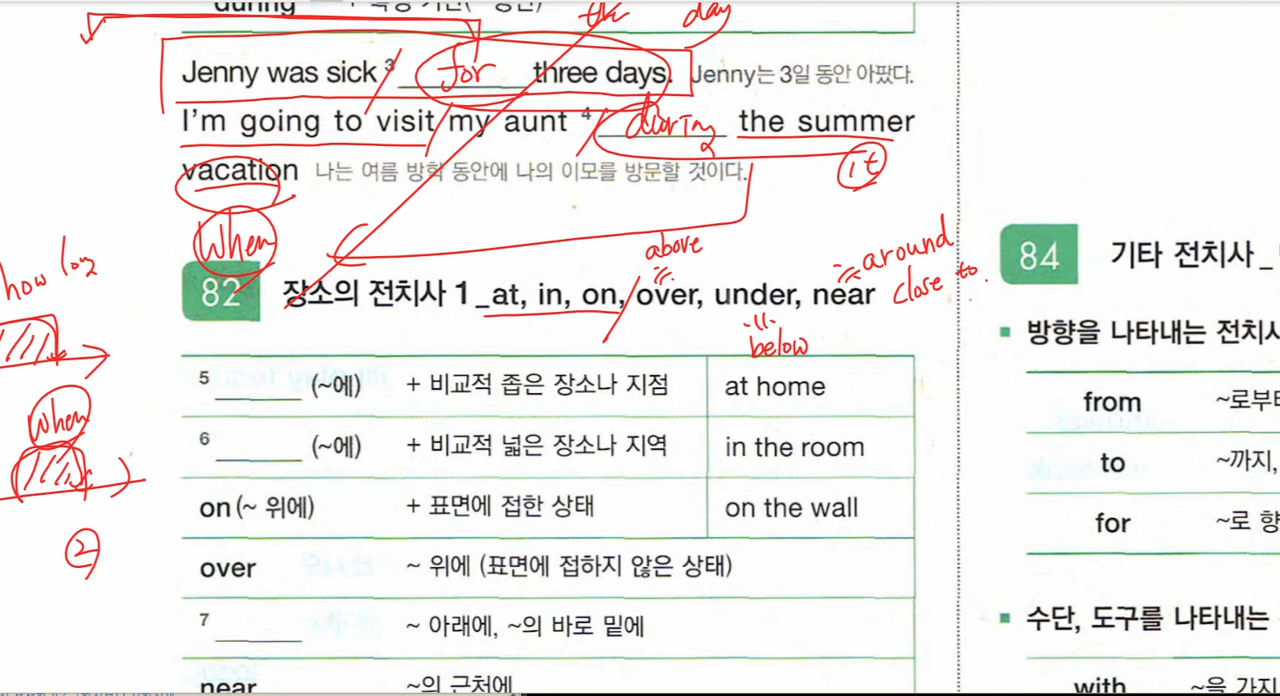 during + 특정 기간(~동안)
the day
Jenny was sick ³ for three days. Jenny는 3일 동안 아팠다.
I'm going to visit my aunt ⁴ during the summer
it
vacation 나는 여름 방학 동안에 나의 이모를 방문할 것이다.
when
how long
above
around
close to.
82 장소의 전치사 1_at, in, on, over, under, near
below
5 (~에) + 비교적 좁은 장소나 지점 at home
when
6 (~에) + 비교적 넓은 장소나 지역 in the room
on (~ 위에) + 표면에 접한 상태 on the wall
②
over ~ 위에 (표면에 접하지 않은 상태)
7 ~ 아래에, ~의 바로 밑에
near ~의 근처에
84 기타 전치사_
▪ 방향을 나타내는 전치사
from ~로부터
to ~까지,
for ~로 향
▪ 수단, 도구를 나타내는
with ~을 가지